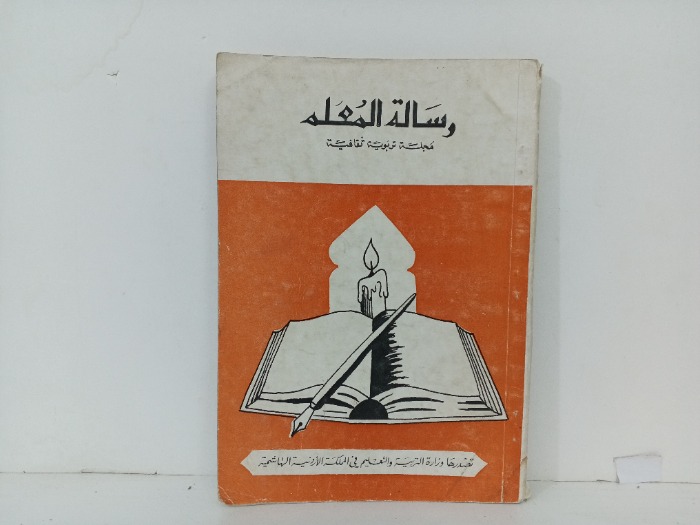 رسالة المعلم
مجلة تربوية ثقافية
تصدرها وزارة التربية والتعليم في المملكة الأردنية الهاشمية